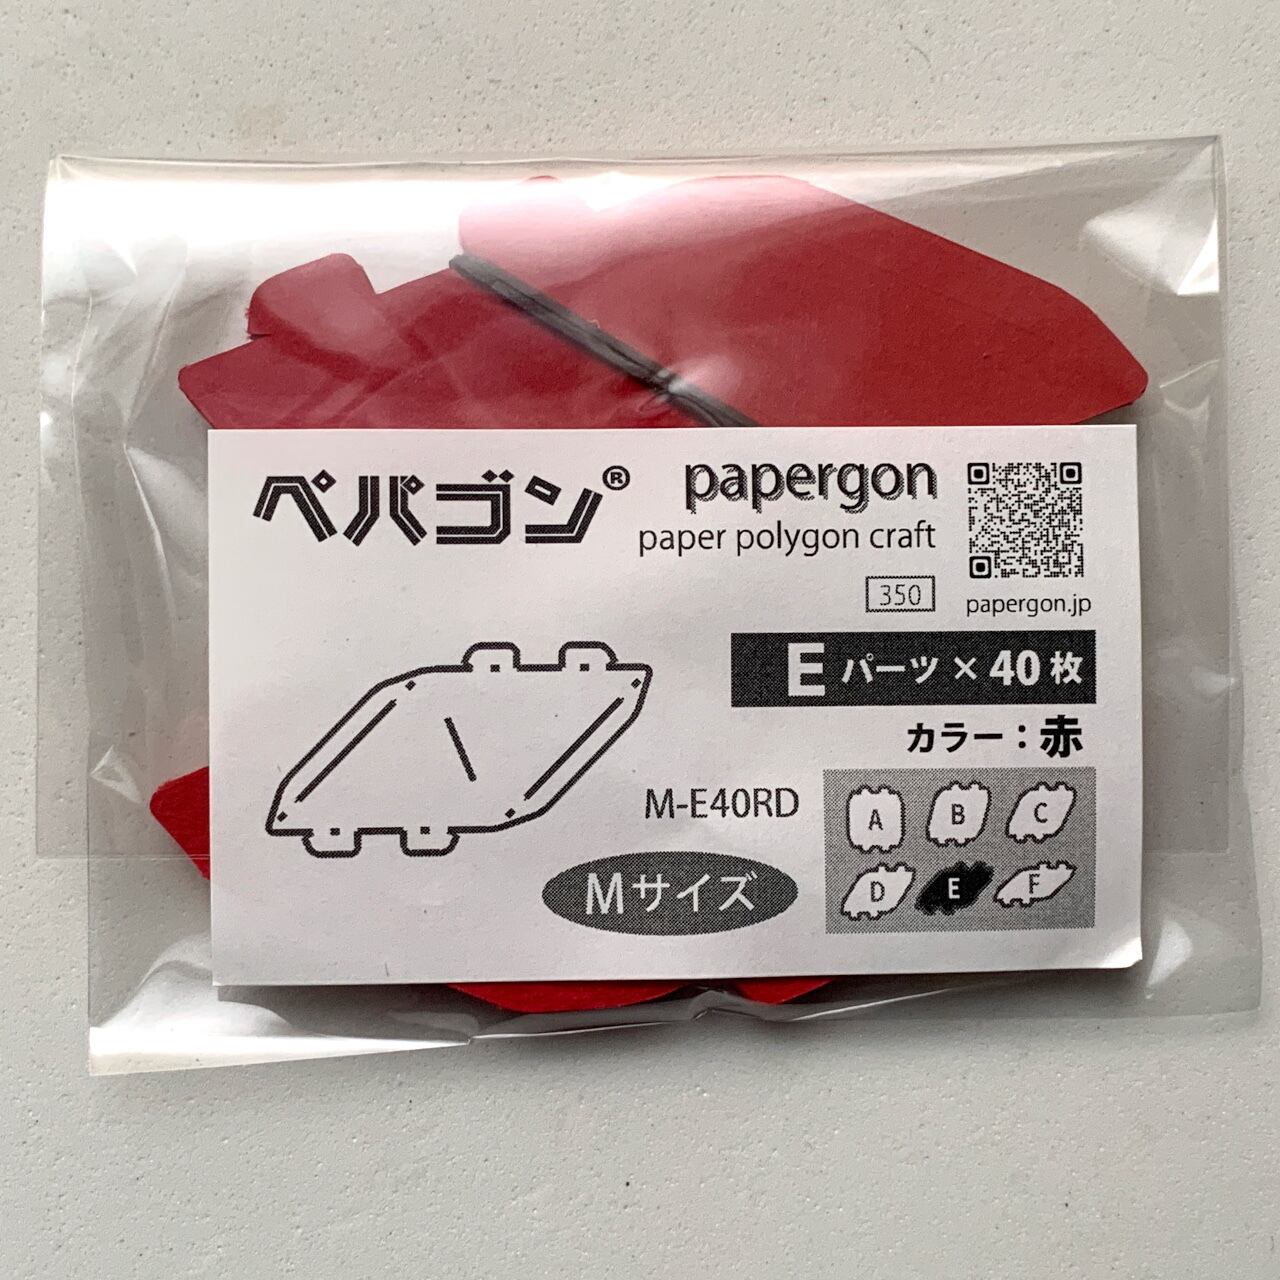 ペパゴン®
papergon
paper polygon craft
350
papergon.jp
E パーツ × 40 枚
カラー：赤
M-E40RD
Mサイズ
A B C
D E F